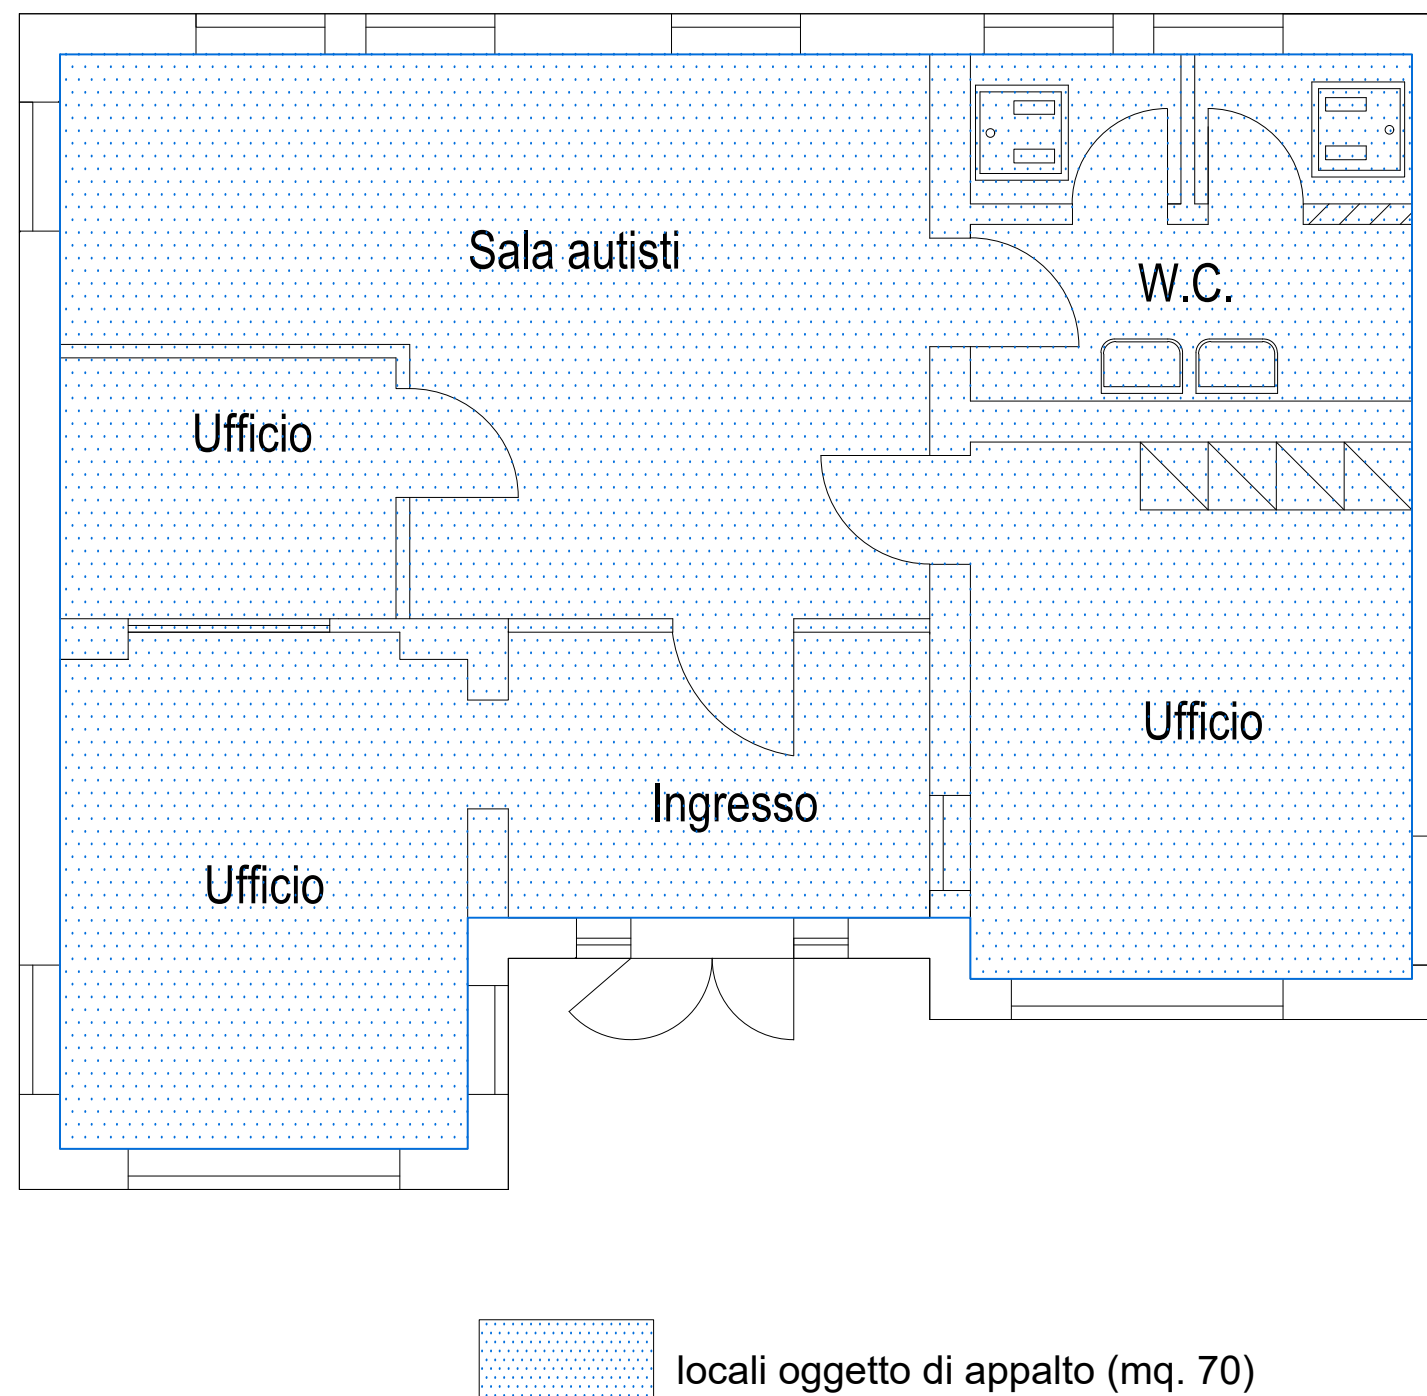 Sala autisti
W.C.
Ufficio
Ufficio
Ingresso
Ufficio
locali oggetto di appalto (mq. 70)